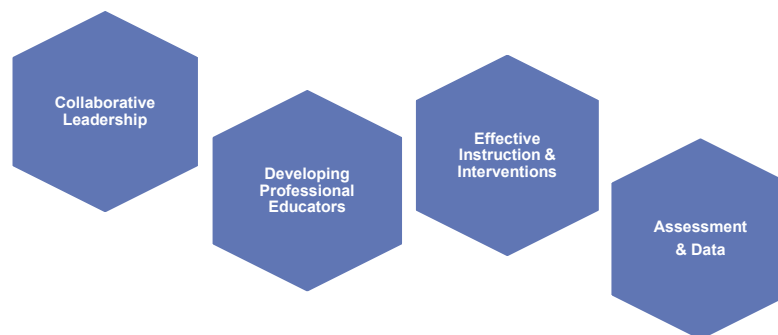 Collaborative
Leadership
Developing
Professional
Educators
Effective
Instruction &
Interventions
Assessment
& Data